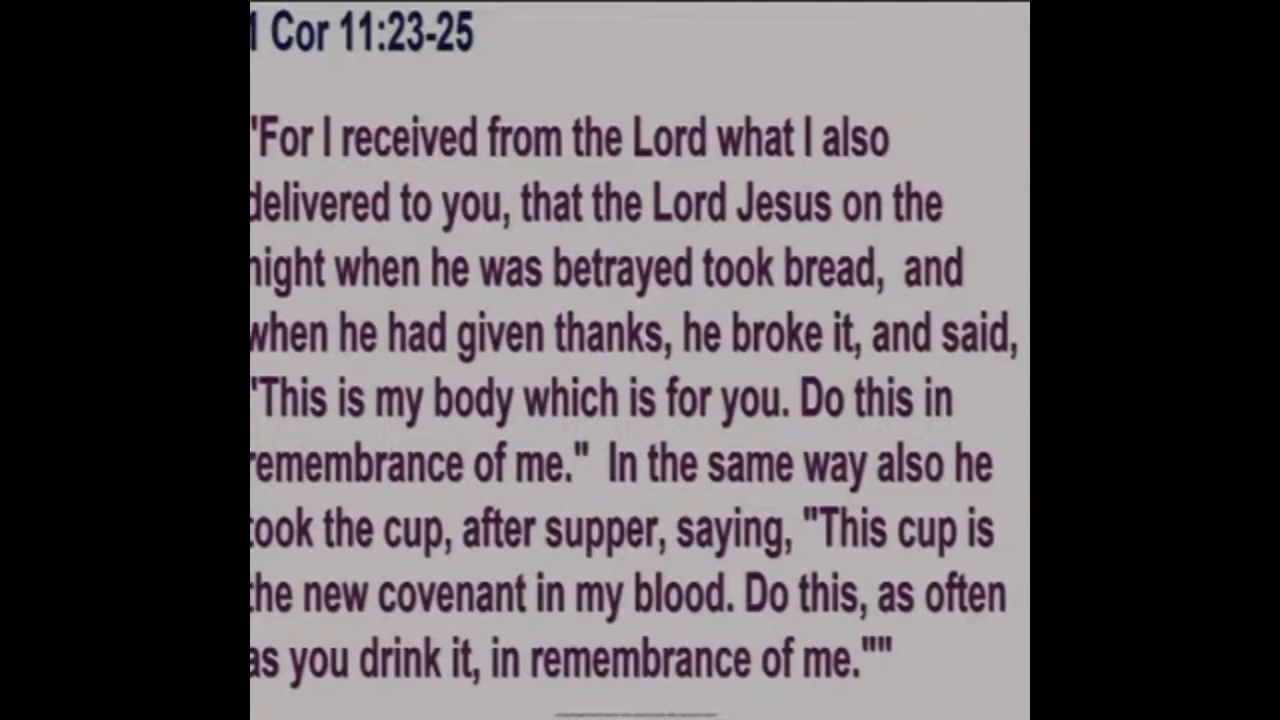 1 Cor 11:23-25
"For I received from the Lord what I also
delivered to you, that the Lord Jesus on the
night when he was betrayed took bread,  and
when he had given thanks, he broke it, and said,
"This is my body which is for you. Do this in
remembrance of me."  In the same way also he
took the cup, after supper, saying, "This cup is
the new covenant in my blood. Do this, as often
as you drink it, in remembrance of me.""